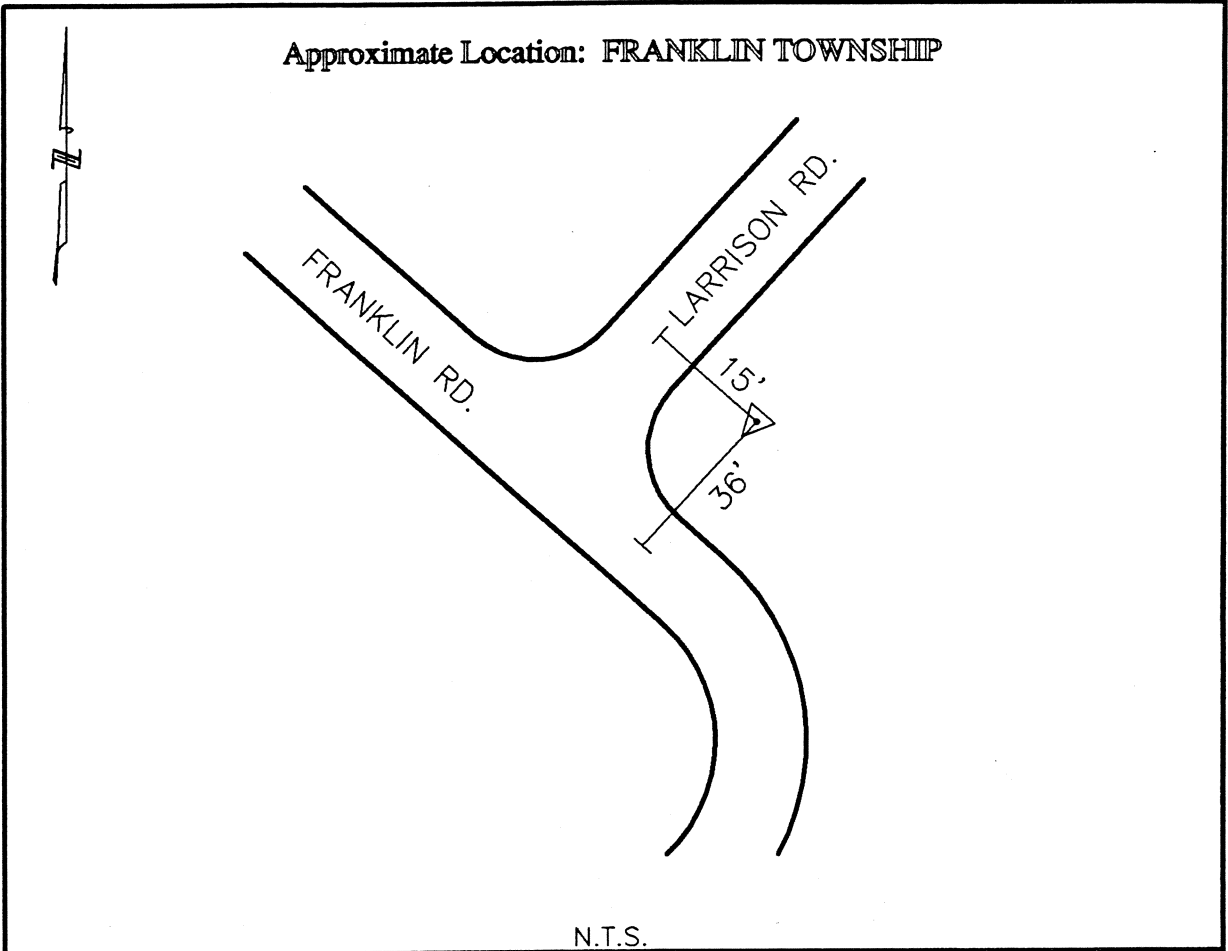 Approximate Location: FRANKLIN TOWNSHIP
N
LARRISON RD.
FRANKLIN RD.
15'
36'
N.T.S.